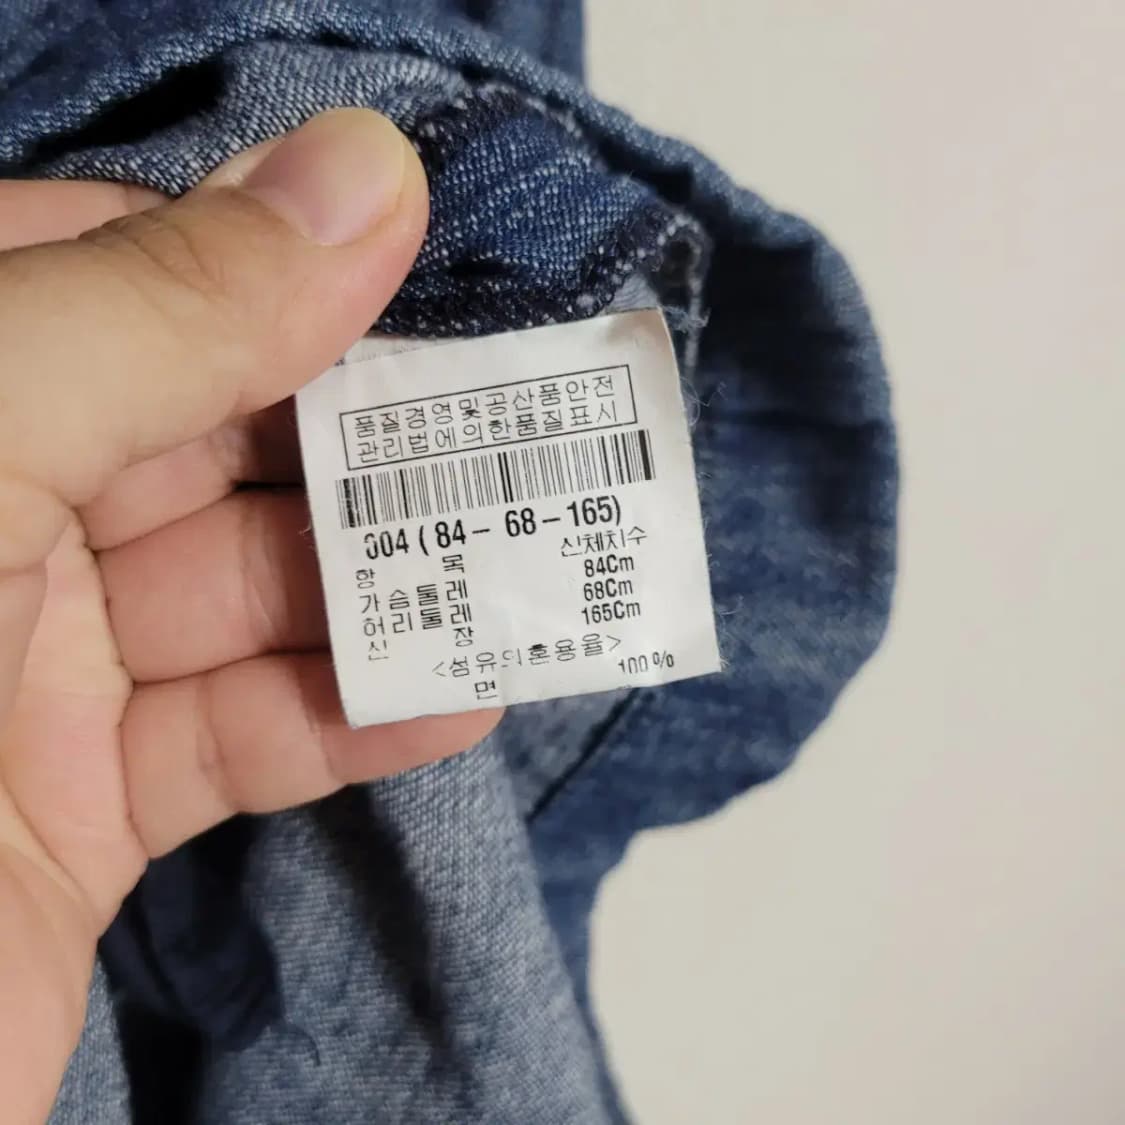 품질경영및공산품안전
관리법에의한품질표시
004 (84- 68-165)
항 목 신체치수
가슴둘레 84Cm
허리둘레 68Cm
신 장 165Cm
<섬유의혼용율>
면 100%